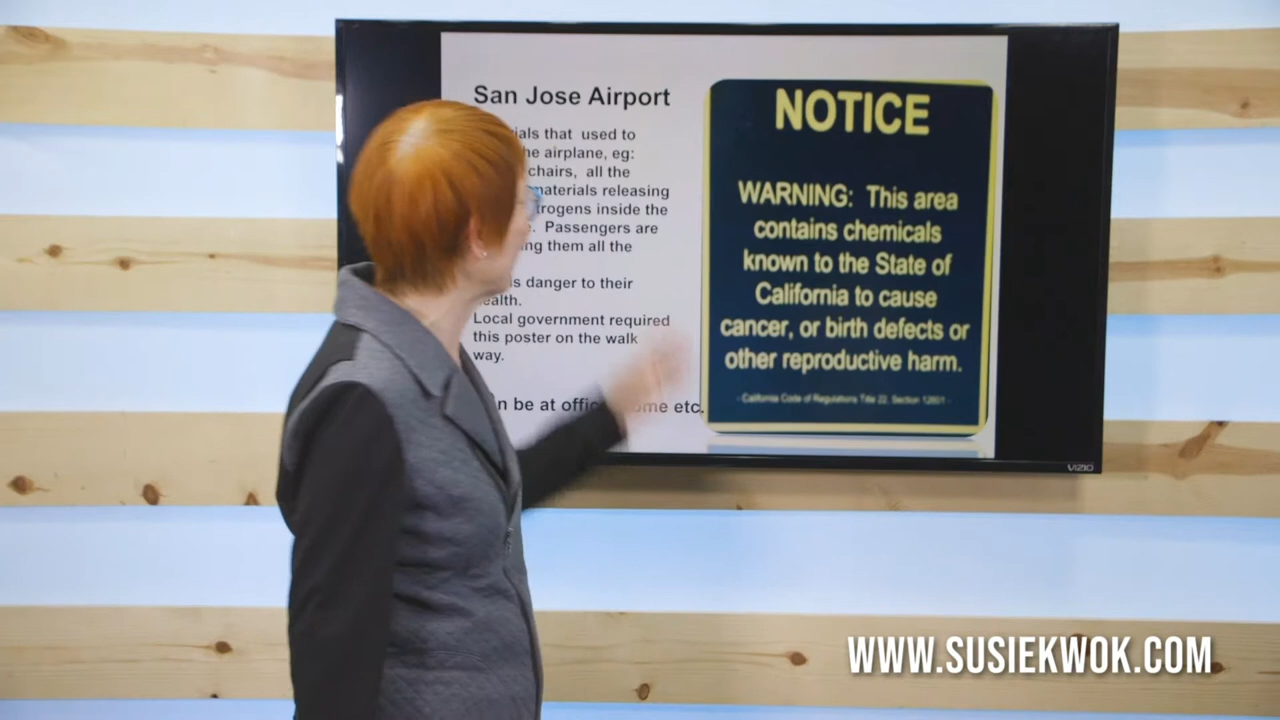 San Jose Airport
ials that used to
he airplane, eg:
chairs, all the
materials releasing
trogens inside the
Passengers are
ng them all the
s danger to their
ealth.
Local government required
this poster on the walk
way.
n be at offic ome etc.
NOTICE
WARNING: This area
contains chemicals
known to the State of
California to cause
cancer, or birth defects or
other reproductive harm.
- California Code of Regulations Title 22, Section 12601 -
VIZIO
WWW.SUSIEKWOK.COM